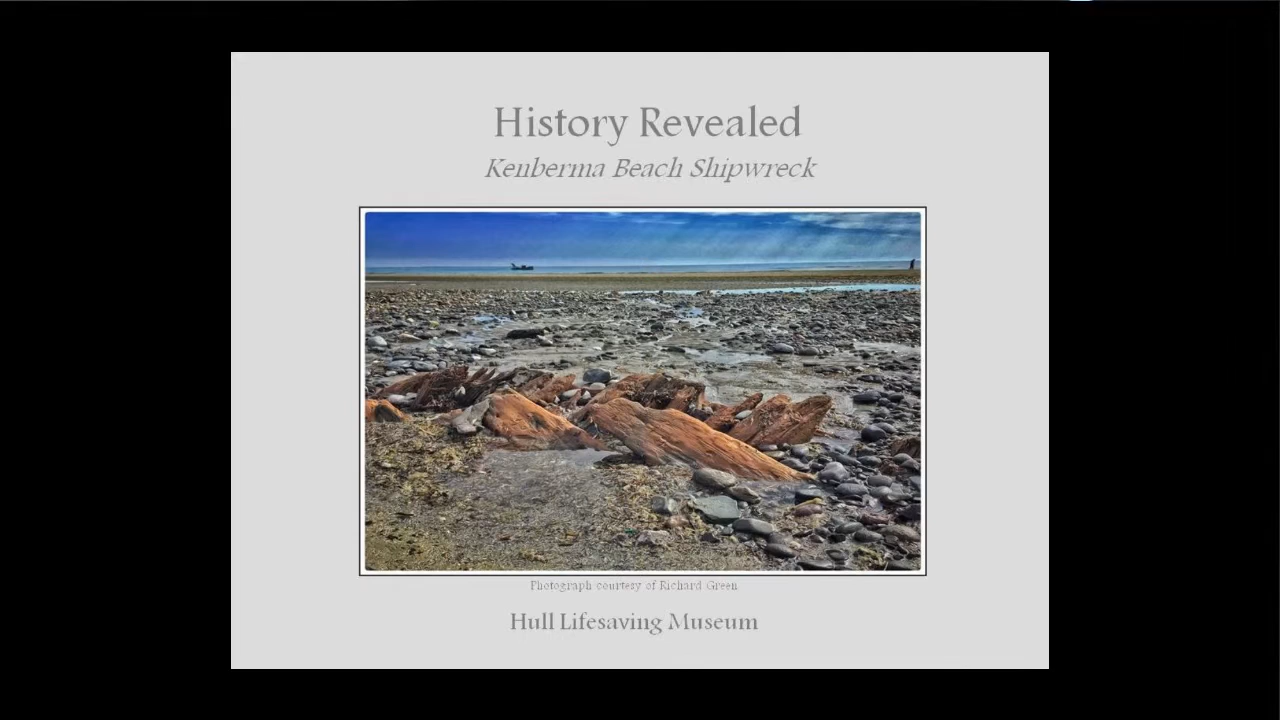 History Revealed
Kenberma Beach Shipwreck
Photograph courtesy of Richard Green
Hull Lifesaving Museum